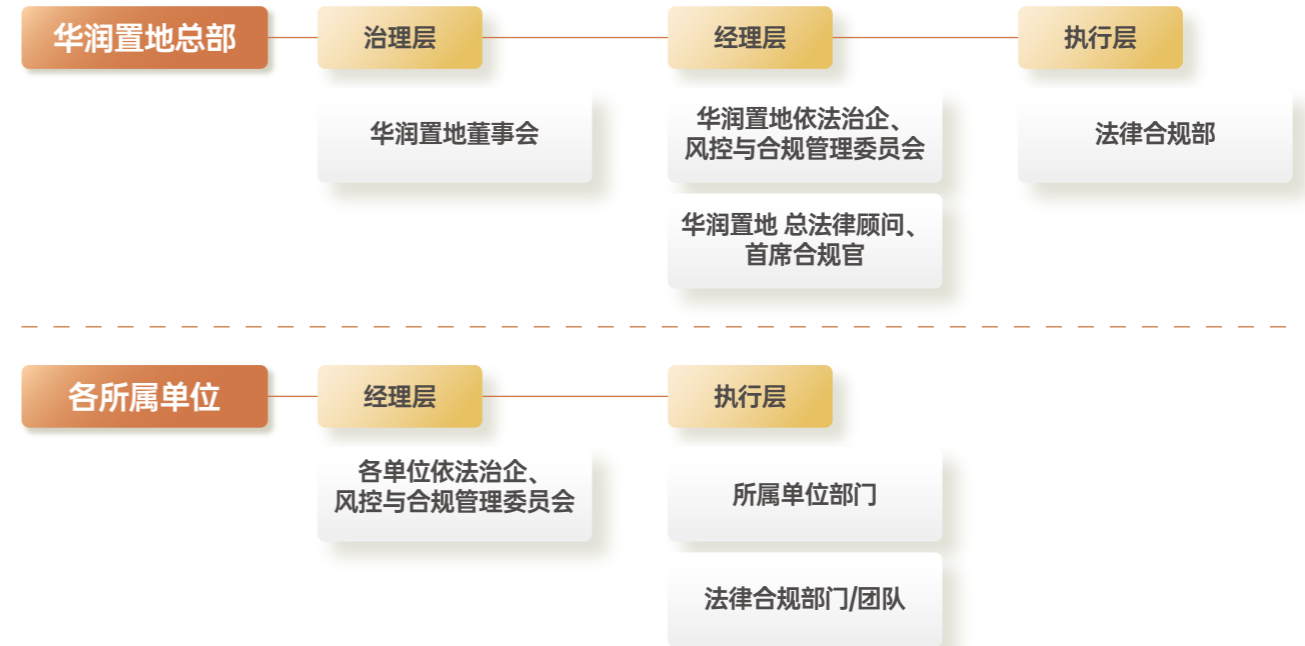 华润置地总部
治理层
经理层
执行层
华润置地董事会
华润置地依法治企、
风控与合规管理委员会
法律合规部
华润置地 总法律顾问、
首席合规官
各所属单位
经理层
执行层
各单位依法治企、
风控与合规管理委员会
所属单位部门
法律合规部门/团队